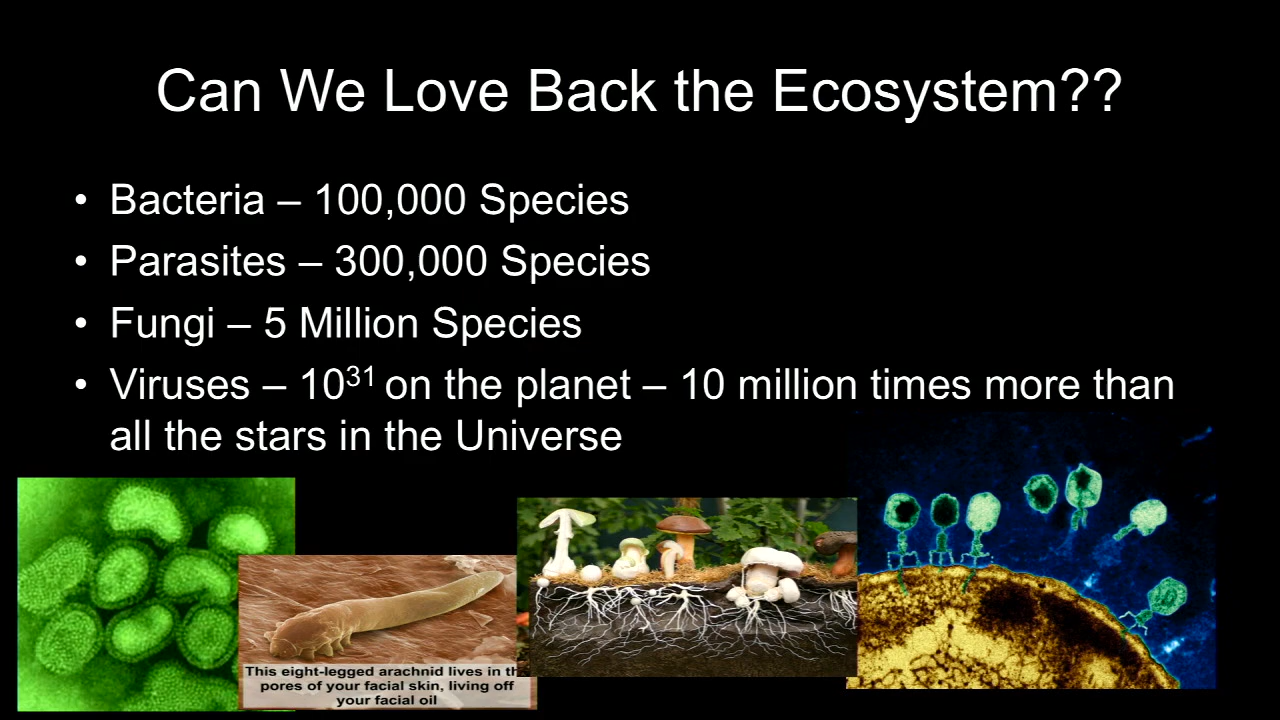 Can We Love Back the Ecosystem??
• Bacteria – 100,000 Species
• Parasites – 300,000 Species
• Fungi – 5 Million Species
• Viruses – 10³¹ on the planet – 10 million times more than
all the stars in the Universe
This eight-legged arachnid lives in th
pores of your facial skin, living off
your facial oil